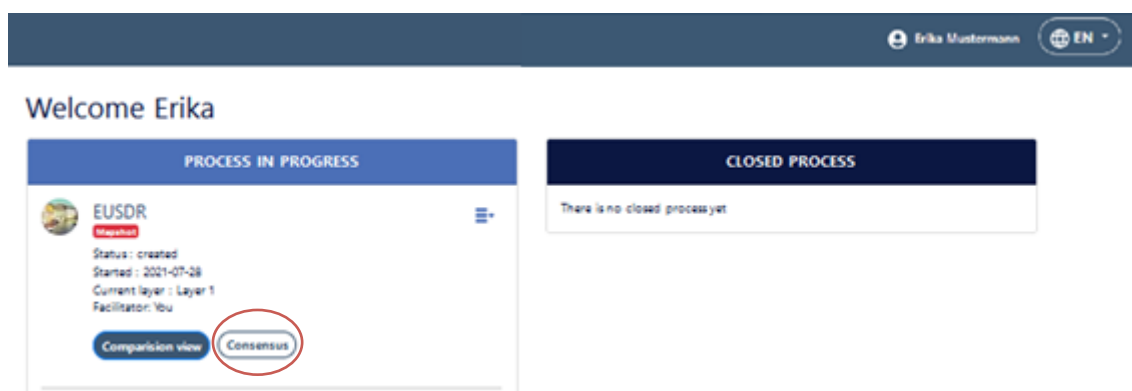 Erika Mustermann
EN
Welcome Erika
PROCESS IN PROGRESS
EUSDR
Mapshot
Status : created
Started : 2021-07-28
Current layer : Layer 1
Facilitator: You
Comparision view
Consensus
CLOSED PROCESS
There is no closed process yet